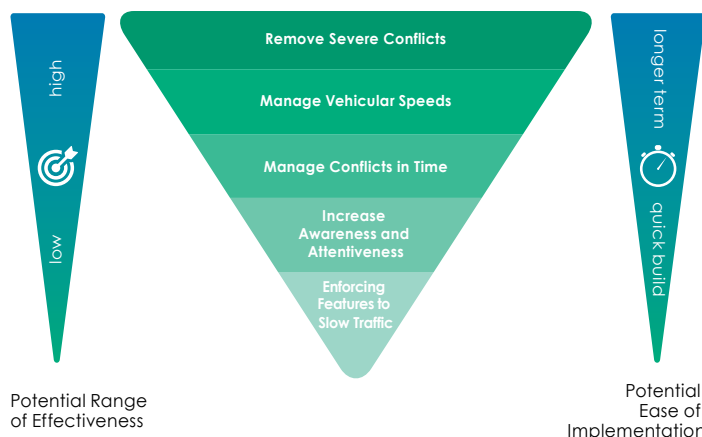 high
low
Potential Range
of Effectiveness
Remove Severe Conflicts
Manage Vehicular Speeds
Manage Conflicts in Time
Increase
Awareness and
Attentiveness
Enforcing
Features to
Slow Traffic
longer term
quick build
Potential
Ease of
Implementation